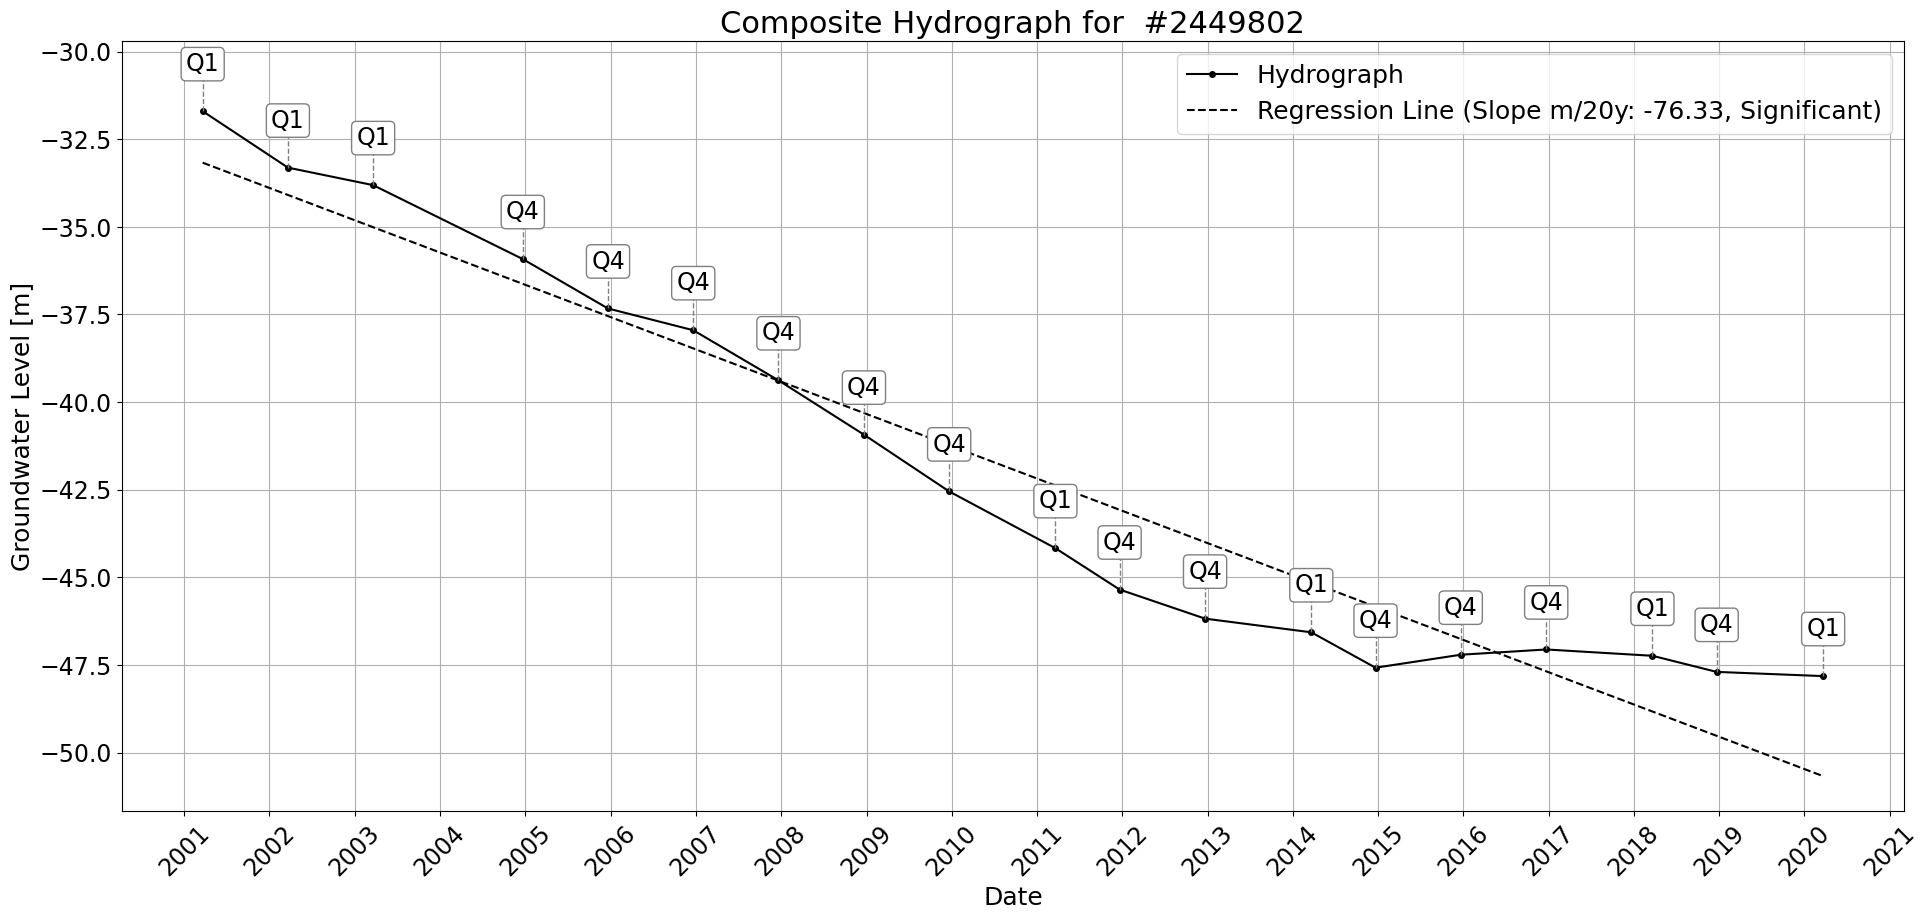 Composite Hydrograph for  #2449802
Hydrograph
Regression Line (Slope m/20y: -76.33, Significant)
Groundwater Level [m]
−30.0
−32.5
−35.0
−37.5
−40.0
−42.5
−45.0
−47.5
−50.0
Q1
Q1
Q1
Q4
Q4
Q4
Q4
Q4
Q4
Q1
Q4
Q4
Q1
Q4
Q4
Q4
Q1
Q4
Q1
2001
2002
2003
2004
2005
2006
2007
2008
2009
2010
2011
2012
2013
2014
2015
2016
2017
2018
2019
2020
2021
Date